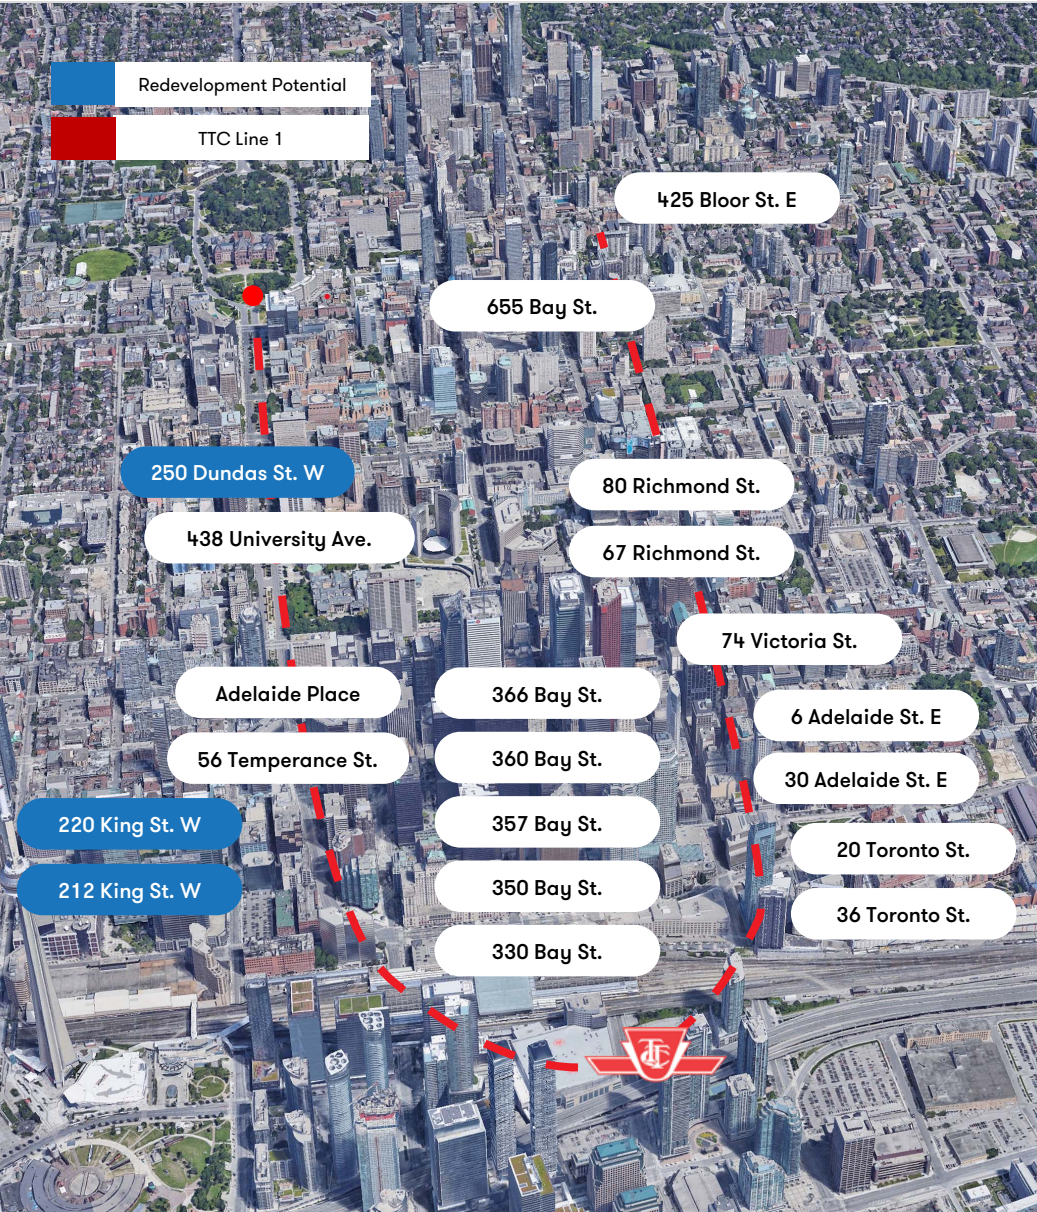 Redevelopment Potential
TTC Line 1
425 Bloor St. E
655 Bay St.
250 Dundas St. W
80 Richmond St.
438 University Ave.
67 Richmond St.
74 Victoria St.
Adelaide Place
366 Bay St.
6 Adelaide St. E
56 Temperance St.
360 Bay St.
30 Adelaide St. E
220 King St. W
357 Bay St.
20 Toronto St.
212 King St. W
350 Bay St.
36 Toronto St.
330 Bay St.
TTC